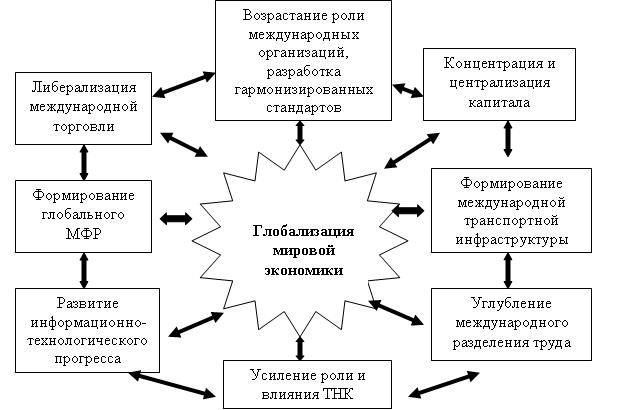 Возрастание роли
международных
организаций,
разработка
гармонизированных
стандартов
Либерализация
международной
торговли
Концентрация и
централизация
капитала
Формирование
глобального
МФР
Глобализация
мировой
экономики
Формирование
международной
транспортной
инфраструктуры
Развитие
информационно-
технологического
прогресса
Углубление
международного
разделения труда
Усиление роли и
влияния ТНК